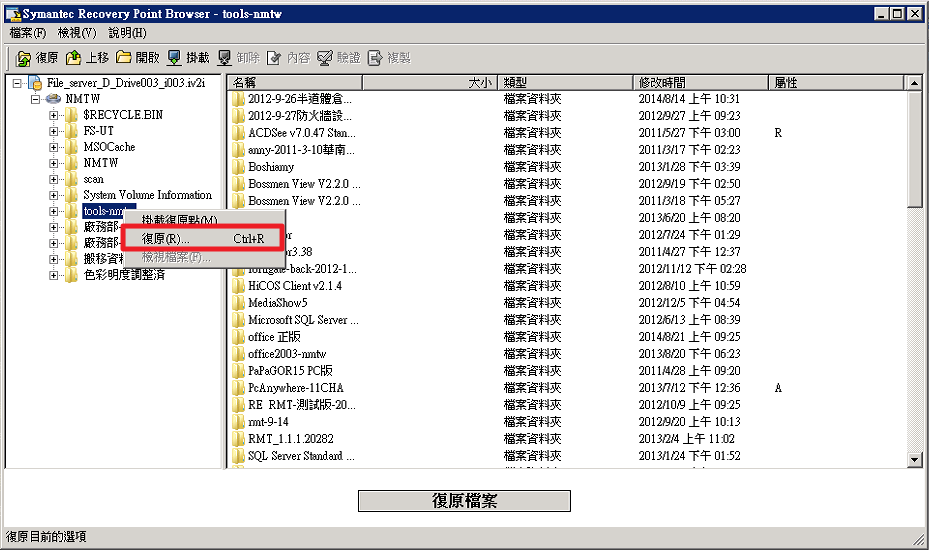 Symantec Recovery Point Browser - tools-nmtw
檔案(F) 檢視(V) 說明(H)
復原 上移 開啟 掛載 卸除 內容 驗證 複製
File_server_D_Drive003_i003.iv2i
NMTW
$RECYCLE.BIN
FS-UT
MSOCache
NMTW
scan
System Volume Information
tools-nmtw
廠務部-
廠務部-
搬移資料
色彩明度調整済
掛載復原點(M)
復原(R)... Ctrl+R
檢視檔案(F)...
名稱 大小 類型 修改時間 屬性
2012-9-26半導體倉... 檔案資料夾 2014/8/14 上午 10:31
2012-9-27防火牆設... 檔案資料夾 2012/9/27 上午 09:23
ACDSee v7.0.47 Stan... 檔案資料夾 2011/5/27 下午 03:00 R
anny-2011-3-10華南... 檔案資料夾 2011/3/17 下午 02:23
Boshiamy 檔案資料夾 2013/1/28 下午 03:39
Bossmen View V2.2.0 ... 檔案資料夾 2012/9/19 下午 02:50
Bossmen View V2.2.0 ... 檔案資料夾 2011/3/18 下午 05:27
檔案資料夾 2013/6/20 上午 08:20
or 檔案資料夾 2012/7/24 下午 01:29
or3.38 檔案資料夾 2011/4/27 下午 12:37
fortigate-back-2012-1... 檔案資料夾 2012/11/12 下午 02:28
HiCOS Client v2.1.4 檔案資料夾 2012/8/10 上午 10:59
MediaShow5 檔案資料夾 2012/12/5 下午 04:54
Microsoft SQL Server ... 檔案資料夾 2012/6/13 上午 08:39
office 正版 檔案資料夾 2014/8/21 上午 09:25
office2003-nmtw 檔案資料夾 2013/8/20 下午 06:23
PaPaGOR15 PC版 檔案資料夾 2011/4/28 上午 09:20
PcAnywhere-11CHA 檔案資料夾 2013/7/12 下午 12:36 A
RE RMT-測試版-20... 檔案資料夾 2012/10/9 上午 09:25
rmt-9-14 檔案資料夾 2012/9/20 上午 10:13
RMT_1.1.1.20282 檔案資料夾 2013/2/4 上午 11:02
SQL Server Standard ... 檔案資料夾 2013/1/24 下午 01:52
復原檔案
復原目前的選項